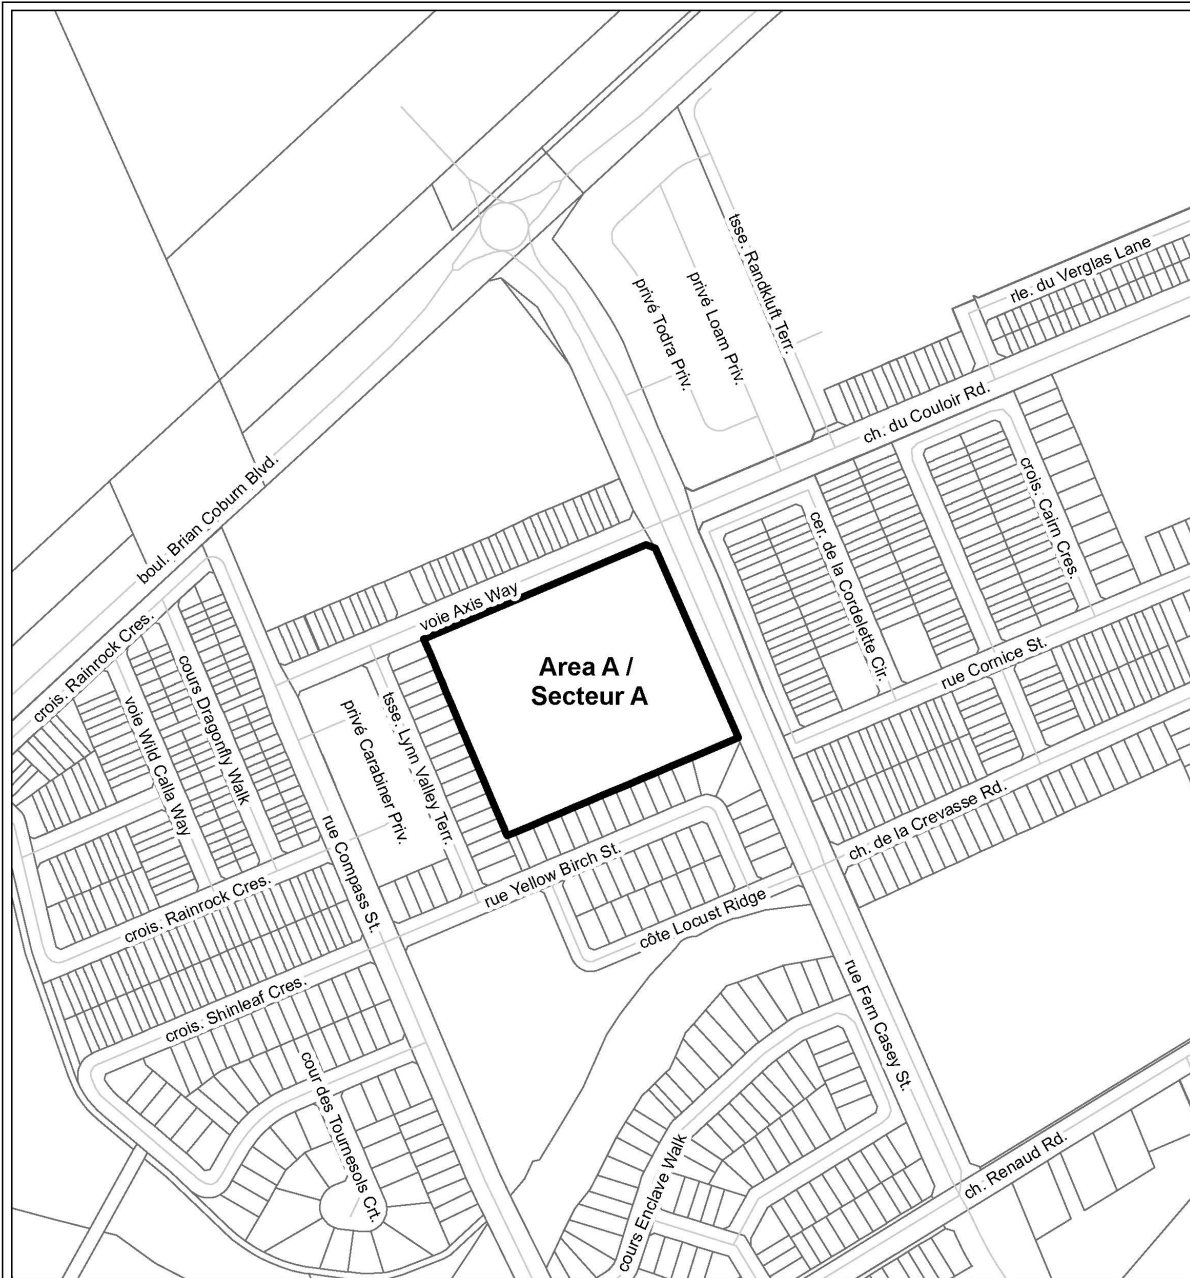 tsse. Randkluft Terr.
rle. du Verglas Lane
privé Loam Priv.
privé Todra Priv.
ch. du Couloir Rd.
boul. Brian Coburn Blvd.
crois. Cairn Cres.
cer. de la Cordelette Cir.
voie Axis Way
crois. Rainrock Cres.
Area A /
Secteur A
cours Dragonfly Walk
rue Cornice St.
voie Wild Calla Way
tsse. Lynn Valley Terr.
privé Carabiner Priv.
ch. de la Crevasse Rd.
rue Compass St.
rue Yellow Birch St.
crois. Rainrock Cres.
côte Locust Ridge
rue Fern Casey St.
crois. Shinleaf Cres.
cour des Tournesols Crt.
cours Enclave Walk
ch. Renaud Rd.